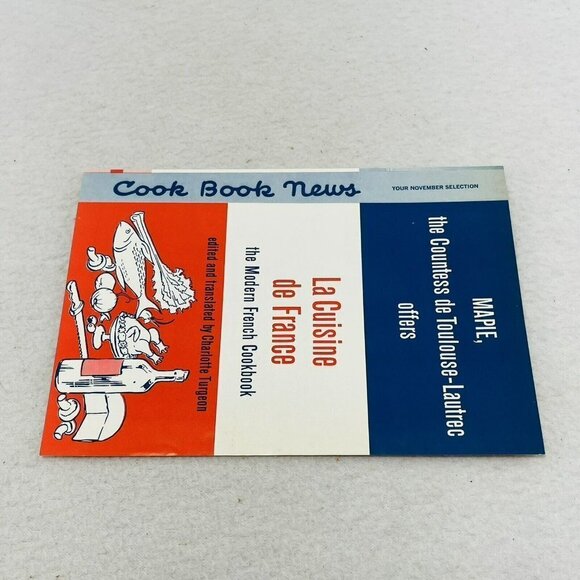 Cook Book News
YOUR NOVEMBER SELECTION
MAPIE,
the Countess de Toulouse-Lautrec
offers
La Cuisine
de France
the Modern French Cookbook
edited and translated by Charlotte Turgeon